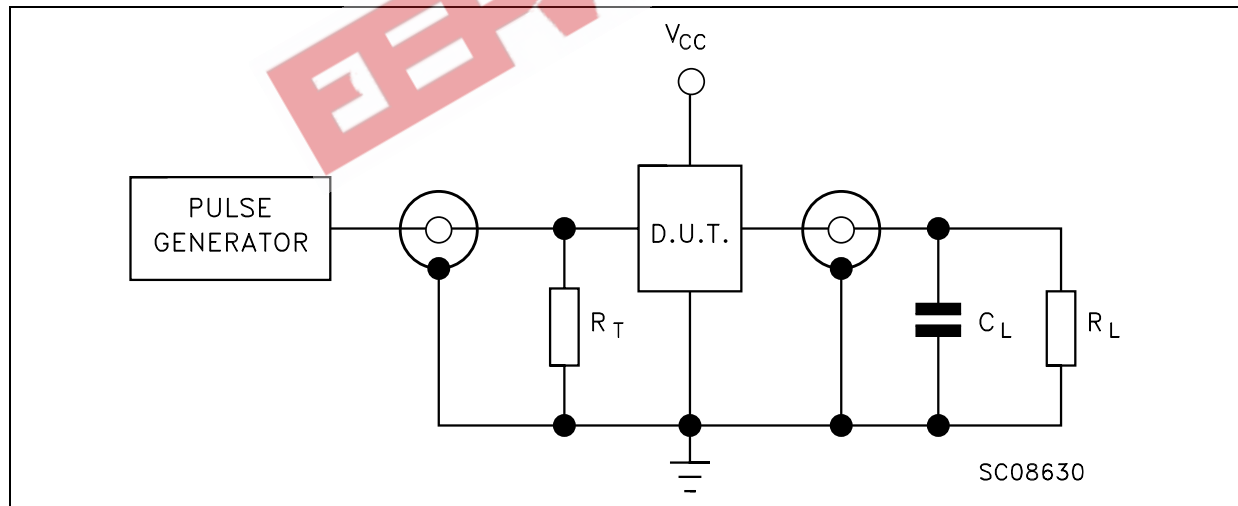 VCC
PULSE
GENERATOR
D.U.T.
RT
CL
RL
SC08630